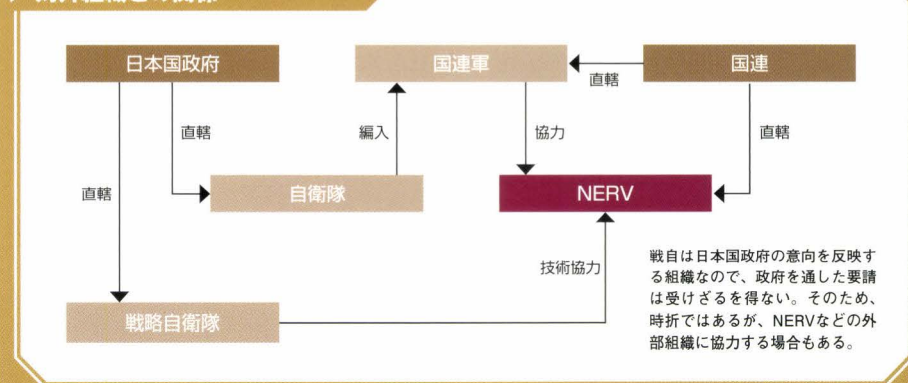 日本国政府
国連軍
国連
直轄
直轄
編入
協力
直轄
直轄
自衛隊
NERV
技術協力
戦略自衛隊
戦自は日本国政府の意向を反映す
る組織なので、政府を通した要請
は受けざるを得ない。そのため、
時折ではあるが、NERVなどの外
部組織に協力する場合もある。